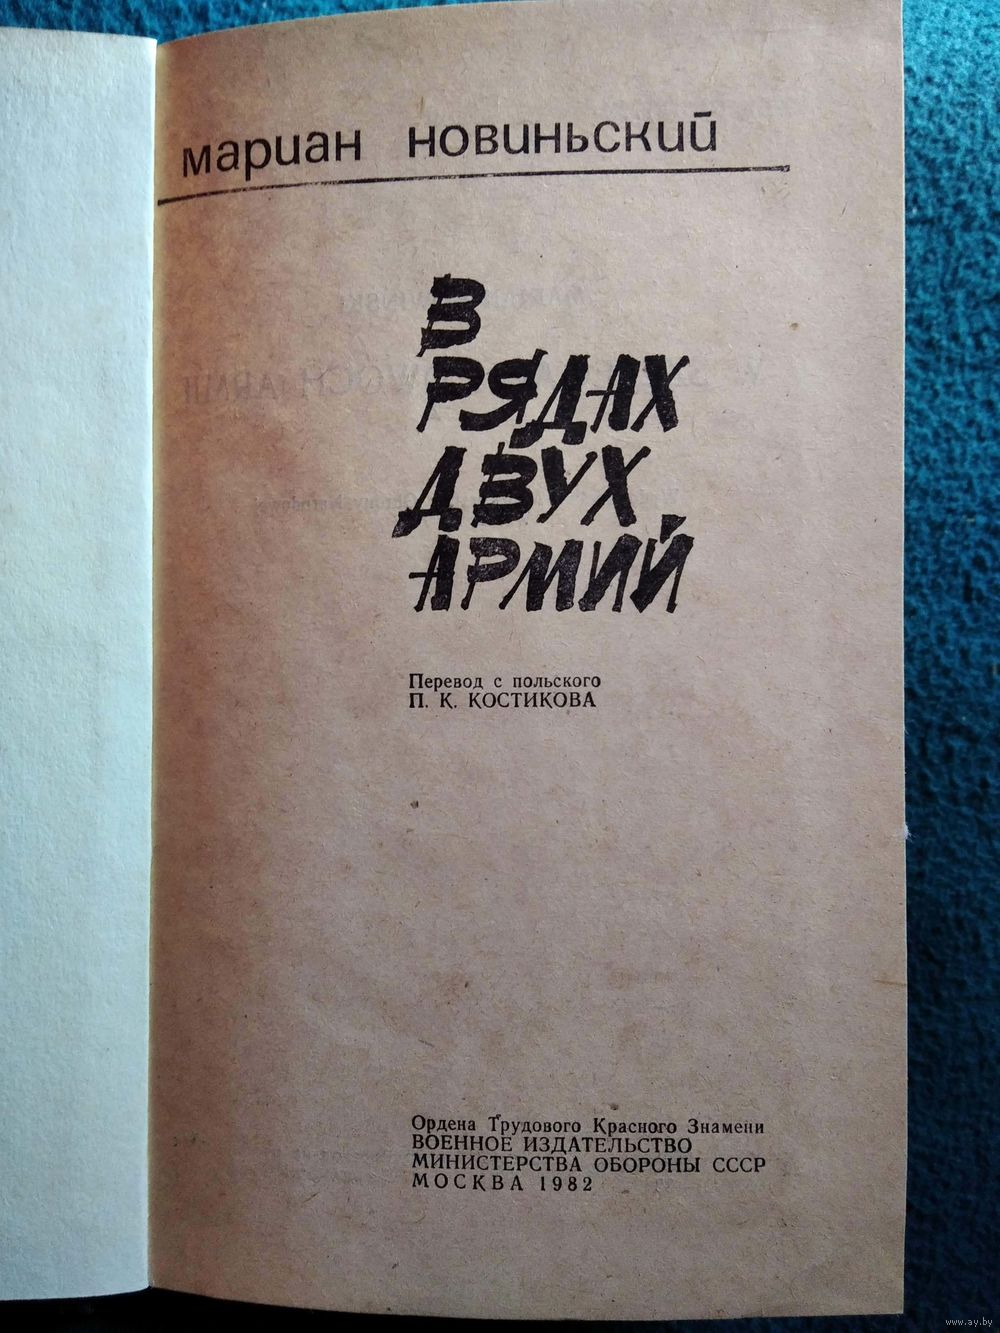 мариан новиньский
В
РЯДАХ
ДВУХ
АРМИЙ
Перевод с польского
П. К. КОСТИКОВА
Ордена Трудового Красного Знамени
ВОЕННОЕ ИЗДАТЕЛЬСТВО
МИНИСТЕРСТВА ОБОРОНЫ СССР
МОСКВА 1982
www.ay.by